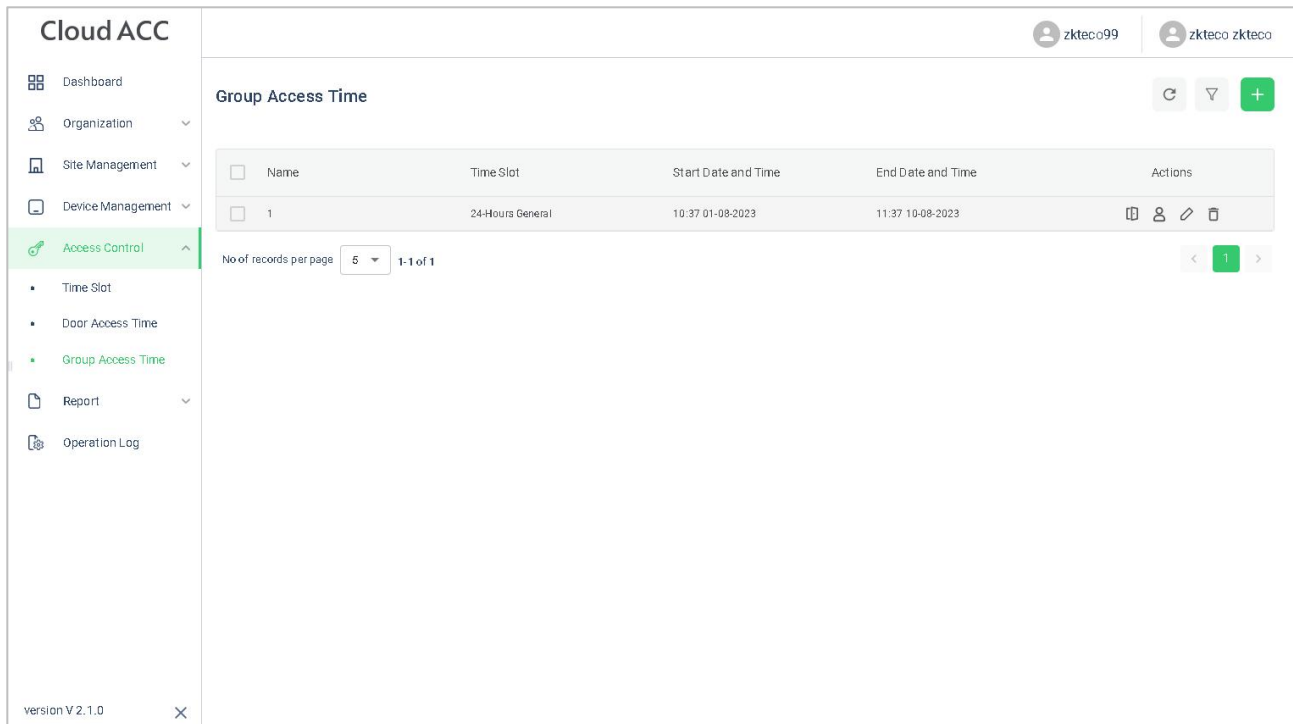 Cloud ACC
zkteco99
zkteco zkteco
Dashboard
Organization
Site Management
Device Management
Access Control
Time Slot
Door Access Time
Group Access Time
Report
Operation Log
version V 2.1.0
Group Access Time
Name Time Slot Start Date and Time End Date and Time Actions
1 24-Hours General 10:37 01-08-2023 11:37 10-08-2023
No of records per page 5 1-1 of 1
1